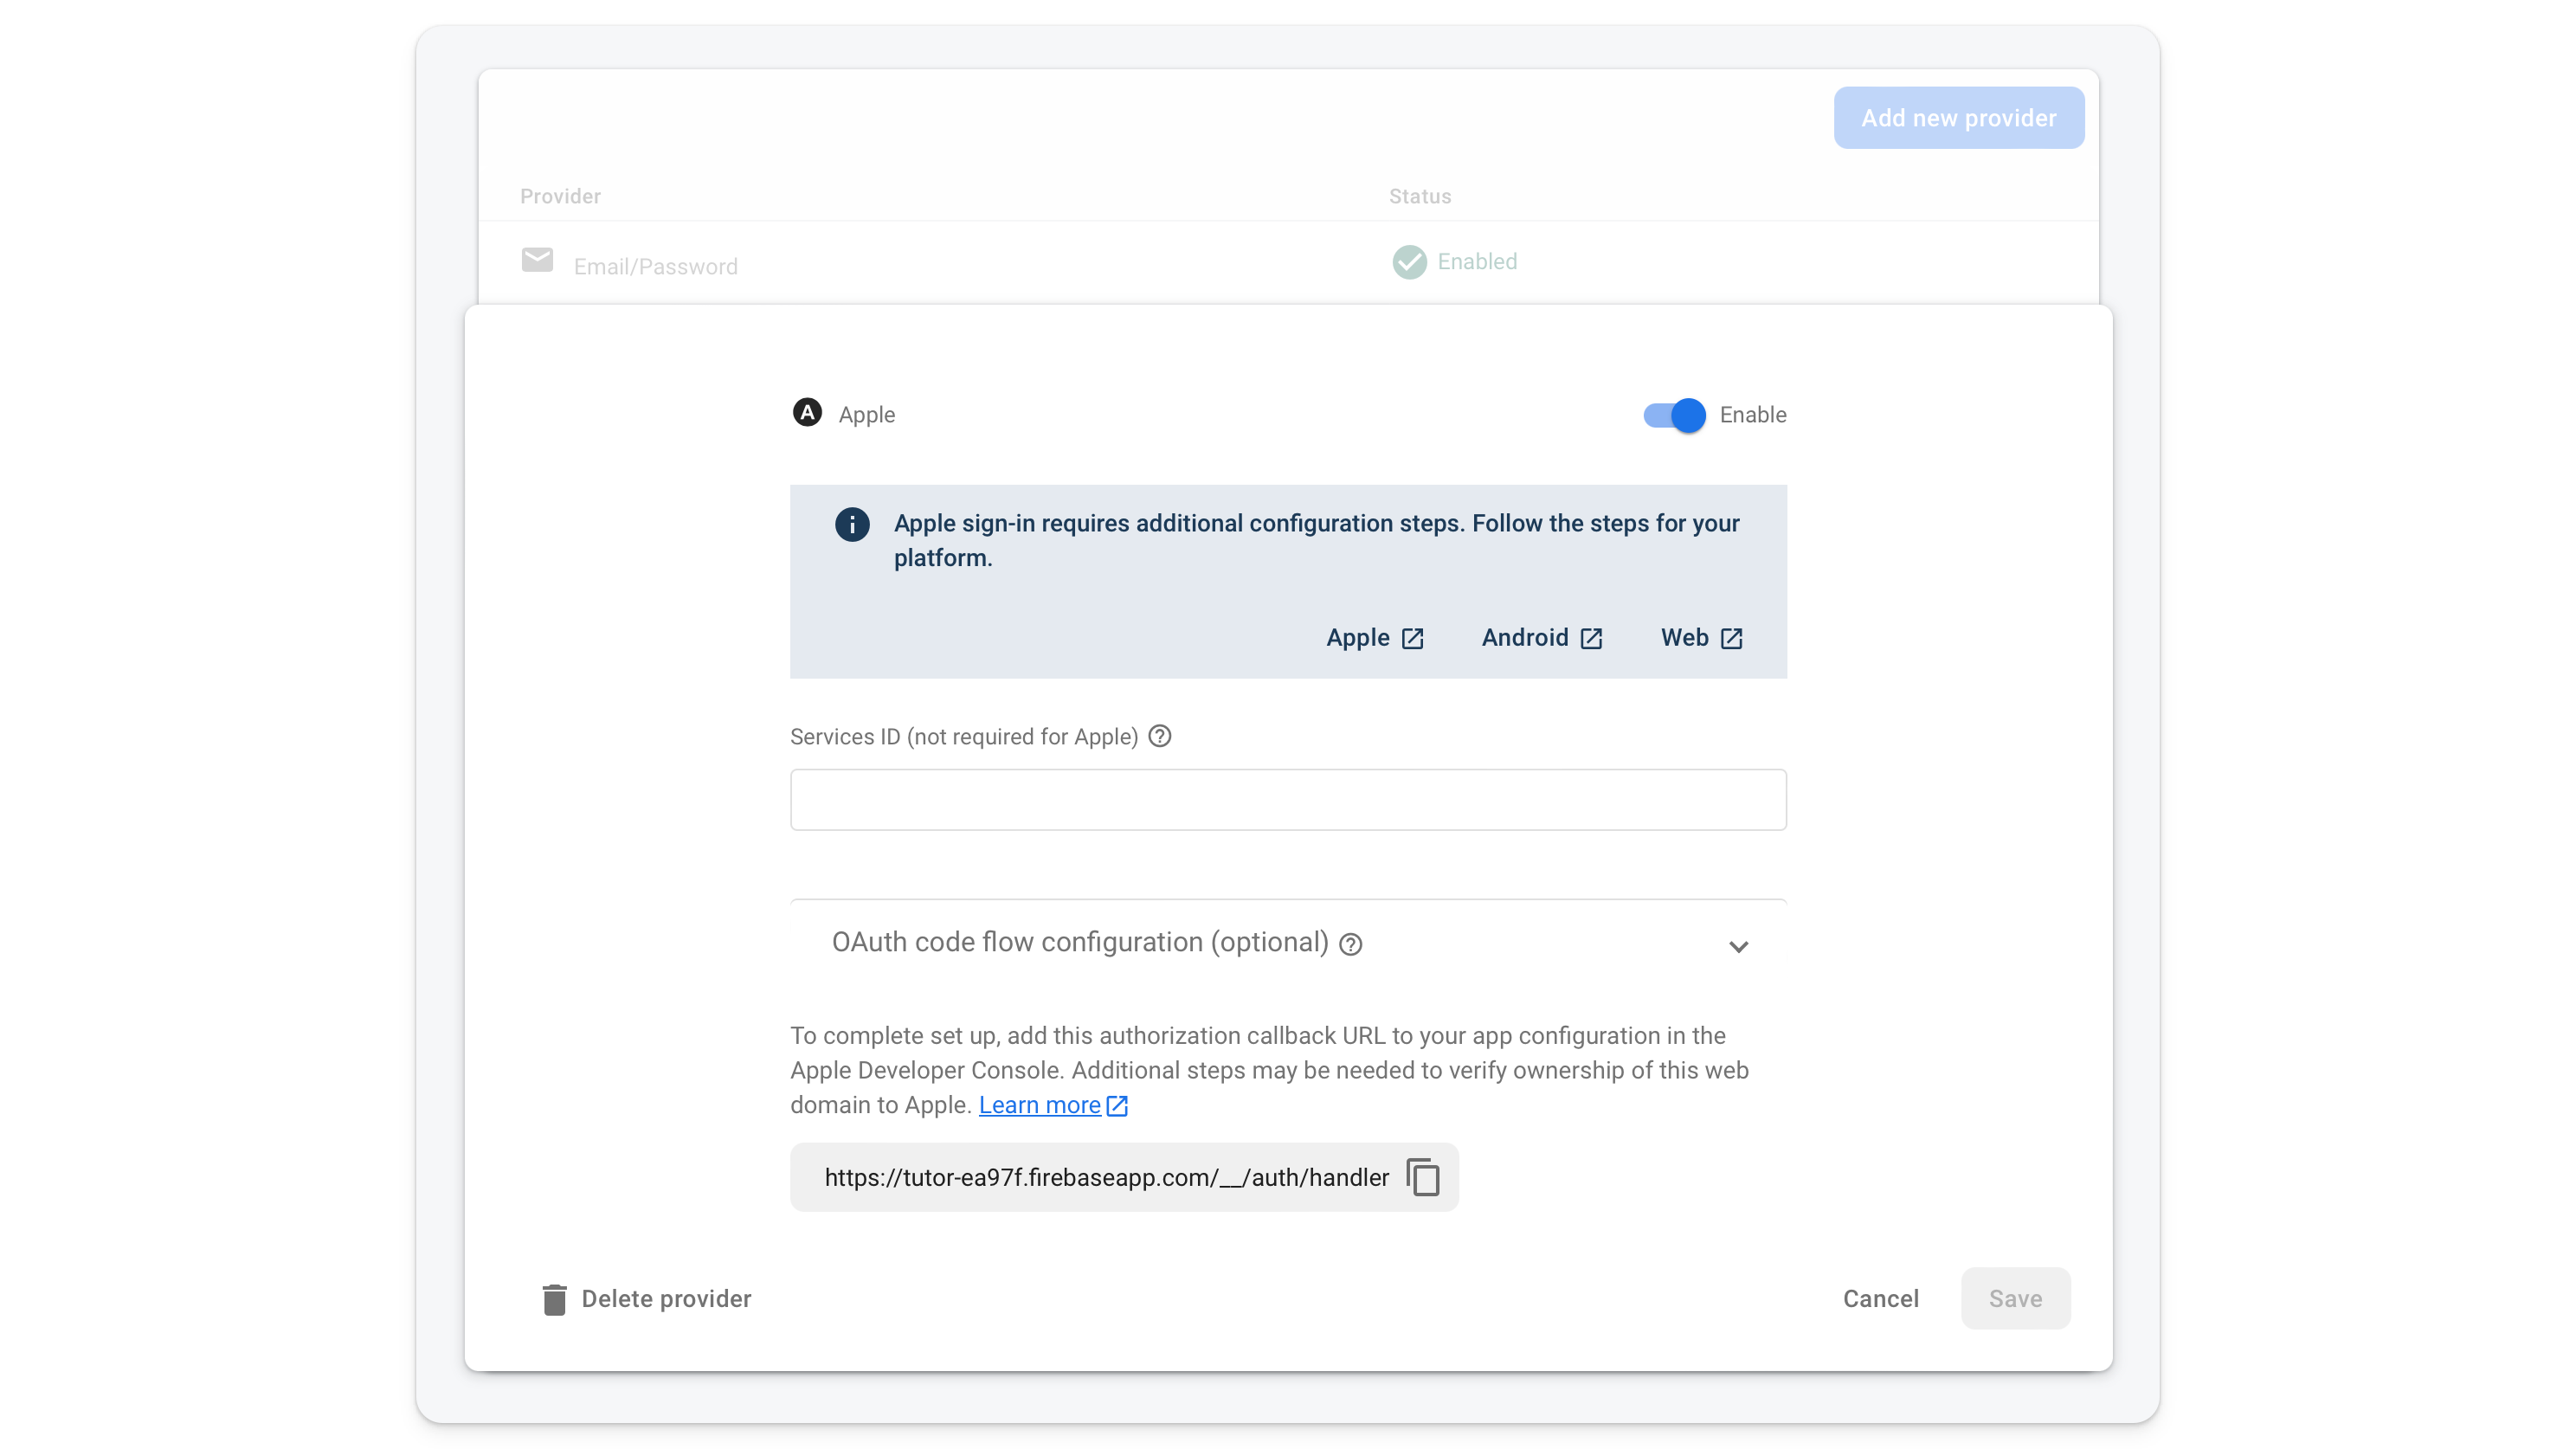 Add new provider
Provider
Status
Email/Password
Enabled
A Apple
Enable
Apple sign-in requires additional configuration steps. Follow the steps for your
platform.
Apple
Android
Web
Services ID (not required for Apple)
OAuth code flow configuration (optional)
To complete set up, add this authorization callback URL to your app configuration in the
Apple Developer Console. Additional steps may be needed to verify ownership of this web
domain to Apple. Learn more
https://tutor-ea97f.firebaseapp.com/__/auth/handler
Delete provider
Cancel
Save